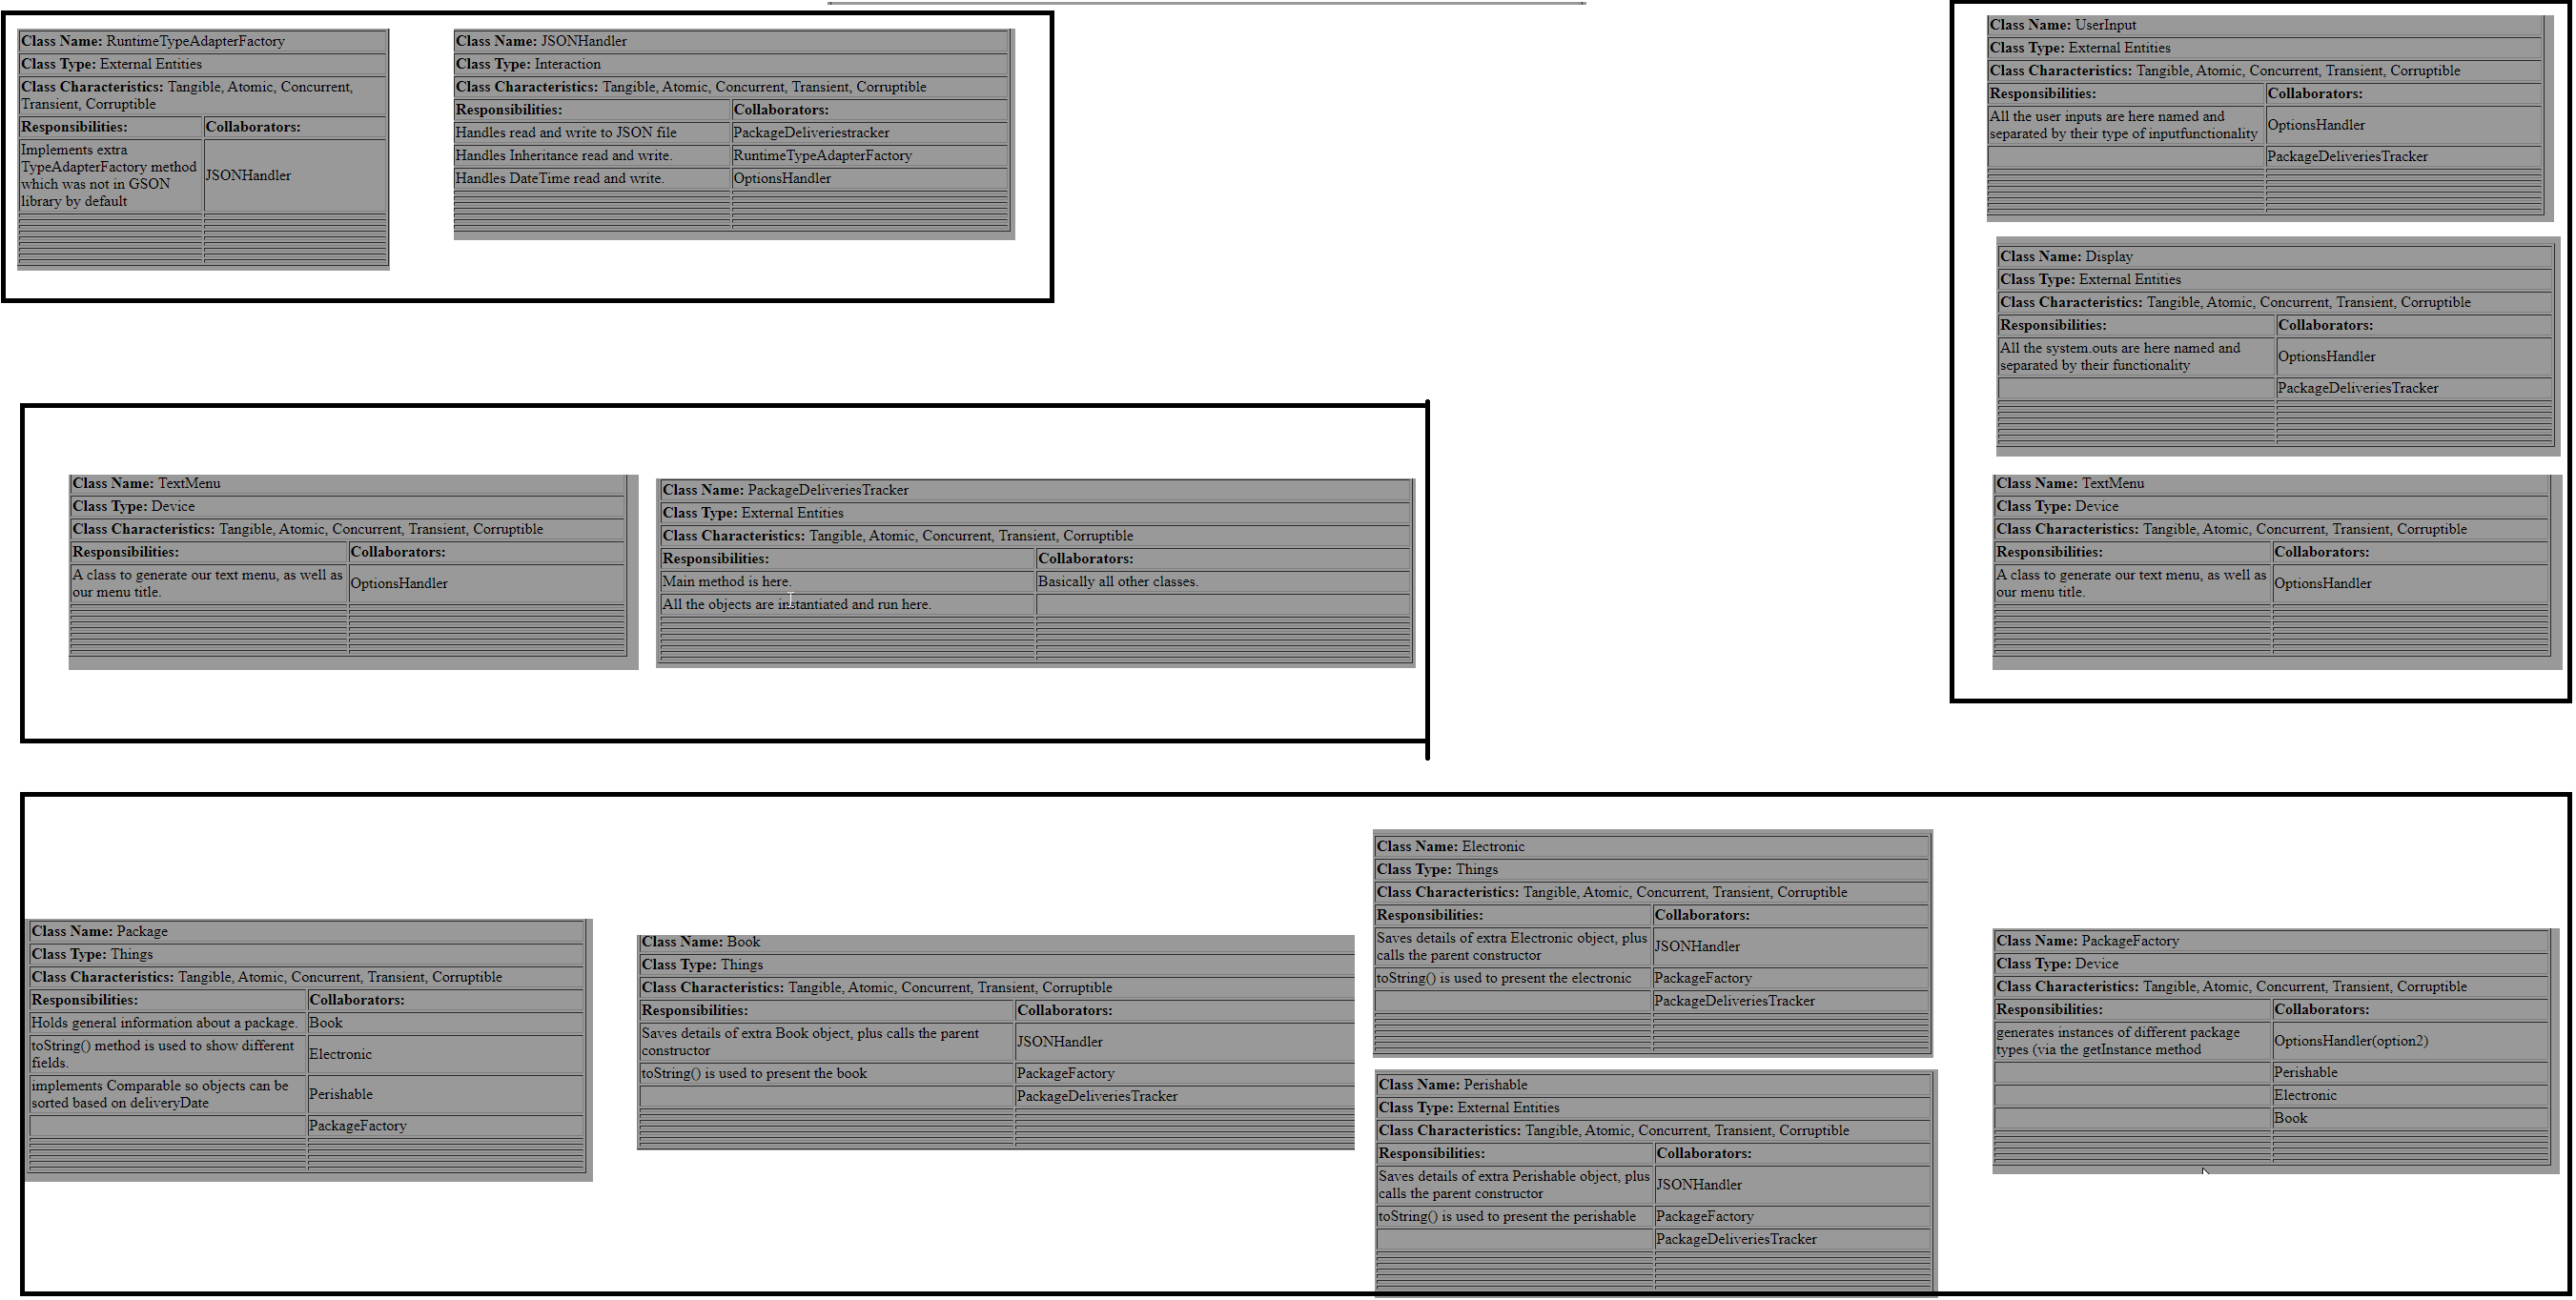 Class Name: RuntimeTypeAdapterFactory
Class Type: External Entities
Class Characteristics: Tangible, Atomic, Concurrent,
Transient, Corruptible
Responsibilities:
Collaborators:
Implements extra
TypeAdapterFactory method
which was not in GSON
library by default
JSONHandler
Class Name: JSONHandler
Class Type: Interaction
Class Characteristics: Tangible, Atomic, Concurrent, Transient, Corruptible
Responsibilities:
Collaborators:
Handles read and write to JSON file
PackageDeliveriestracker
Handles Inheritance read and write.
RuntimeTypeAdapterFactory
Handles DateTime read and write.
OptionsHandler
Class Name: UserInput
Class Type: External Entities
Class Characteristics: Tangible, Atomic, Concurrent, Transient, Corruptible
Responsibilities:
Collaborators:
All the user inputs are here named and
separated by their type of inputfunctionality
OptionsHandler
PackageDeliveriesTracker
Class Name: Display
Class Type: External Entities
Class Characteristics: Tangible, Atomic, Concurrent, Transient, Corruptible
Responsibilities:
Collaborators:
All the system.outs are here named and
separated by their functionality
OptionsHandler
PackageDeliveriesTracker
Class Name: TextMenu
Class Type: Device
Class Characteristics: Tangible, Atomic, Concurrent, Transient, Corruptible
Responsibilities:
Collaborators:
A class to generate our text menu, as well as
our menu title.
OptionsHandler
Class Name: TextMenu
Class Type: Device
Class Characteristics: Tangible, Atomic, Concurrent, Transient, Corruptible
Responsibilities:
Collaborators:
A class to generate our text menu, as well as
our menu title.
OptionsHandler
Class Name: PackageDeliveriesTracker
Class Type: External Entities
Class Characteristics: Tangible, Atomic, Concurrent, Transient, Corruptible
Responsibilities:
Collaborators:
Main method is here.
Basically all other classes.
All the objects are instantiated and run here.
Class Name: Package
Class Type: Things
Class Characteristics: Tangible, Atomic, Concurrent, Transient, Corruptible
Responsibilities:
Collaborators:
Holds general information about a package.
Book
toString() method is used to show different
fields.
Electronic
implements Comparable so objects can be
sorted based on deliveryDate
Perishable
PackageFactory
Class Name: Book
Class Type: Things
Class Characteristics: Tangible, Atomic, Concurrent, Transient, Corruptible
Responsibilities:
Collaborators:
Saves details of extra Book object, plus calls the parent
constructor
JSONHandler
toString() is used to present the book
PackageFactory
PackageDeliveriesTracker
Class Name: Electronic
Class Type: Things
Class Characteristics: Tangible, Atomic, Concurrent, Transient, Corruptible
Responsibilities:
Collaborators:
Saves details of extra Electronic object, plus
calls the parent constructor
JSONHandler
toString() is used to present the electronic
PackageFactory
PackageDeliveriesTracker
Class Name: Perishable
Class Type: External Entities
Class Characteristics: Tangible, Atomic, Concurrent, Transient, Corruptible
Responsibilities:
Collaborators:
Saves details of extra Perishable object, plus
calls the parent constructor
JSONHandler
toString() is used to present the perishable
PackageFactory
PackageDeliveriesTracker
Class Name: PackageFactory
Class Type: Device
Class Characteristics: Tangible, Atomic, Concurrent, Transient, Corruptible
Responsibilities:
Collaborators:
generates instances of different package
types (via the getInstance method
OptionsHandler(option2)
Perishable
Electronic
Book